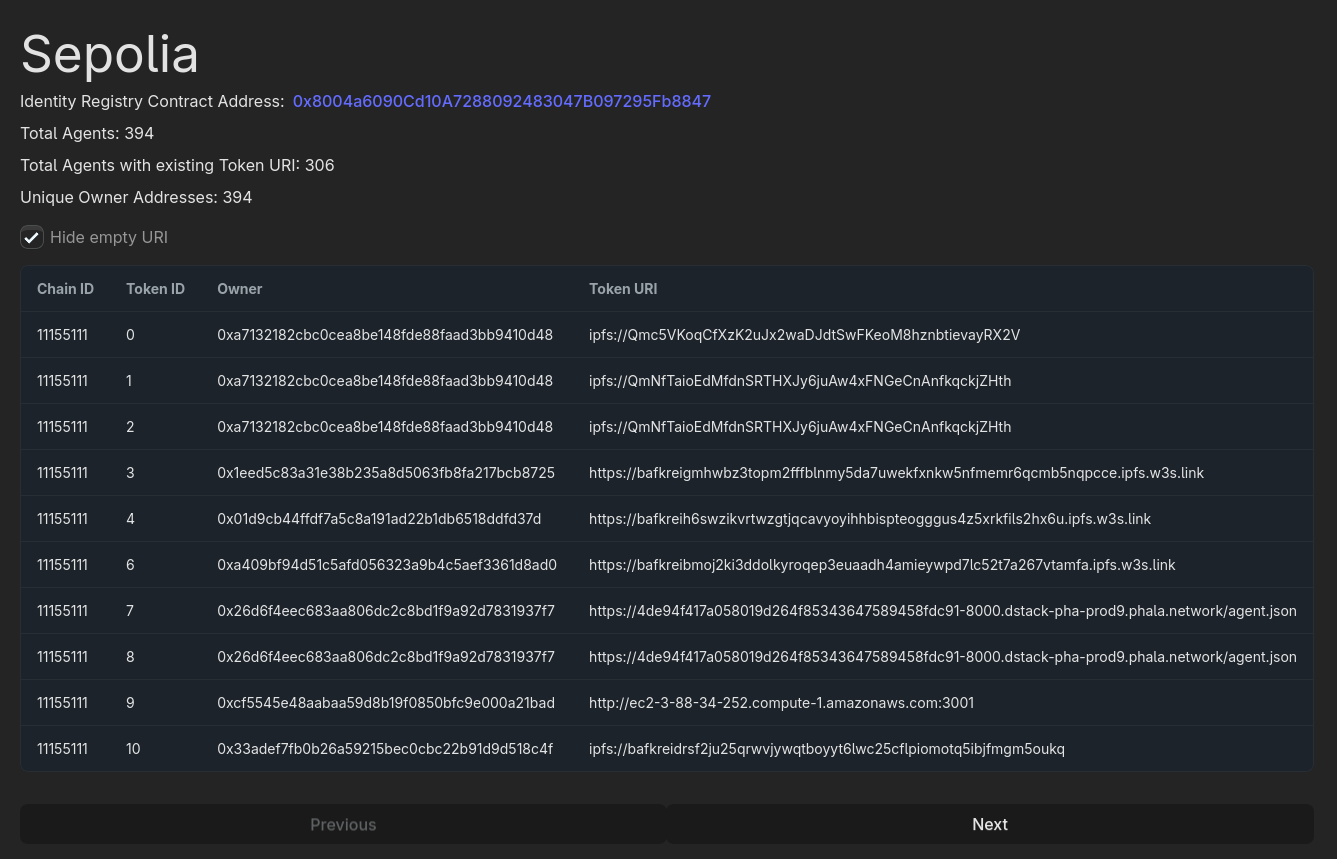 Sepolia
Identity Registry Contract Address: 0x8004a6090Cd10A7288092483047B097295Fb8847
Total Agents: 394
Total Agents with existing Token URI: 306
Unique Owner Addresses: 394
Hide empty URI
Chain ID Token ID Owner Token URI
11155111 0 0xa7132182cbc0cea8be148fde88faad3bb9410d48 ipfs://Qmc5VKoqCfXzK2uJx2waDJdtSwFKeoM8hznbtievayRX2V
11155111 1 0xa7132182cbc0cea8be148fde88faad3bb9410d48 ipfs://QmNfTaioEdMfdnSRTHXJy6juAw4xFNGeCnAnfkqckjZHth
11155111 2 0xa7132182cbc0cea8be148fde88faad3bb9410d48 ipfs://QmNfTaioEdMfdnSRTHXJy6juAw4xFNGeCnAnfkqckjZHth
11155111 3 0x1eed5c83a31e38b235a8d5063fb8fa217bcb8725 https://bafkreigmhwbz3topm2fffblnmy5da7uwekfxnkw5nfmemr6qcmb5nqpcce.ipfs.w3s.link
11155111 4 0x01d9cb44ffdf7a5c8a191ad22b1db6518ddfd37d https://bafkreih6swzikvrtwzgtjqcavyoyihhbispteogggus4z5xrkfils2hx6u.ipfs.w3s.link
11155111 6 0xa409bf94d51c5afd056323a9b4c5aef3361d8ad0 https://bafkreibmoj2ki3ddolkyroqep3euaadh4amieywpd7lc52t7a267vtamfa.ipfs.w3s.link
11155111 7 0x26d6f4eec683aa806dc2c8bd1f9a92d7831937f7 https://4de94f417a058019d264f85343647589458fdc91-8000.dstack-pha-prod9.phala.network/agent.json
11155111 8 0x26d6f4eec683aa806dc2c8bd1f9a92d7831937f7 https://4de94f417a058019d264f85343647589458fdc91-8000.dstack-pha-prod9.phala.network/agent.json
11155111 9 0xcf5545e48aabaa59d8b19f0850bfc9e000a21bad http://ec2-3-88-34-252.compute-1.amazonaws.com:3001
11155111 10 0x33adef7fb0b26a59215bec0cbc22b91d9d518c4f ipfs://bafkreidrsf2ju25qrwvjywqtboyyt6lwc25cflpiomotq5ibjfmgm5oukq
Previous Next